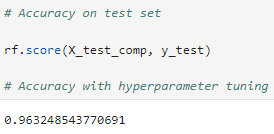 # Accuracy on test set
rf.score(X_test_comp, y_test)
# Accuracy with hyperparameter tuning
0.963248543770691